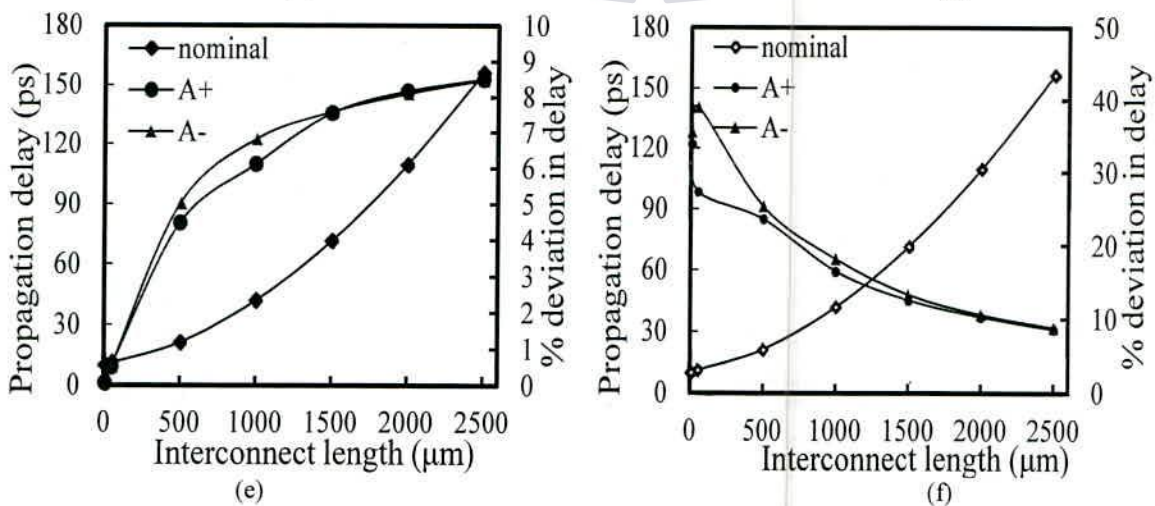 Propagation delay (ps)
180
150
120
90
60
30
0
nominal
A+
A-
10
9
8
7
6
5
4
3
2
1
0
% deviation in delay
0 500 1000 1500 2000 2500
Interconnect length (μm)
(e)
Propagation delay (ps)
180
150
120
90
60
30
0
nominal
A+
A-
50
40
30
20
10
0
% deviation in delay
0 500 1000 1500 2000 2500
Interconnect length (μm)
(f)